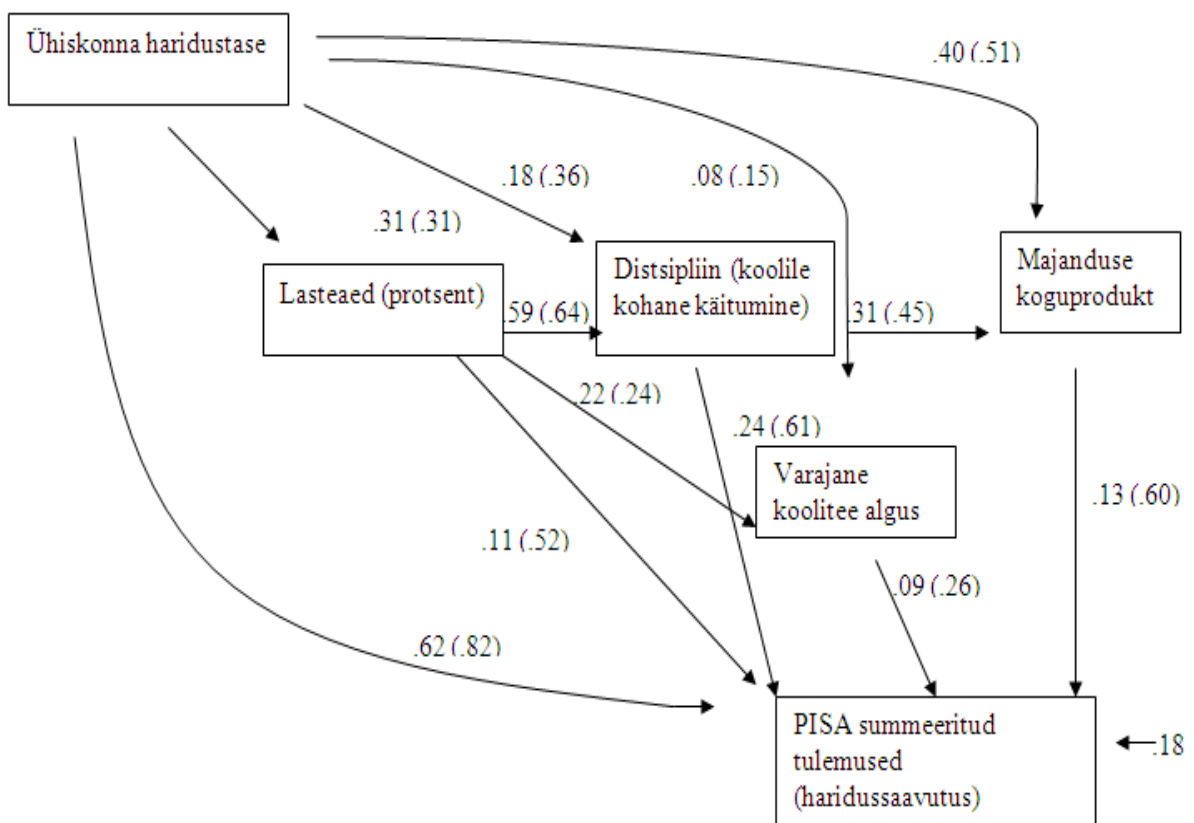 Ühiskonna haridustase
.40 (.51)
.18 (.36)
.08 (.15)
.31 (.31)
Lasteaed (protsent)
.59 (.64)
Distsipliin (koolile
kohane käitumine)
.31 (.45)
Majanduse
koguprodukt
.22 (.24)
.24 (.61)
Varajane
koolitee algus
.13 (.60)
.11 (.52)
.09 (.26)
.62 (.82)
PISA summeeritud
tulemused
(haridussaavutus)
.18